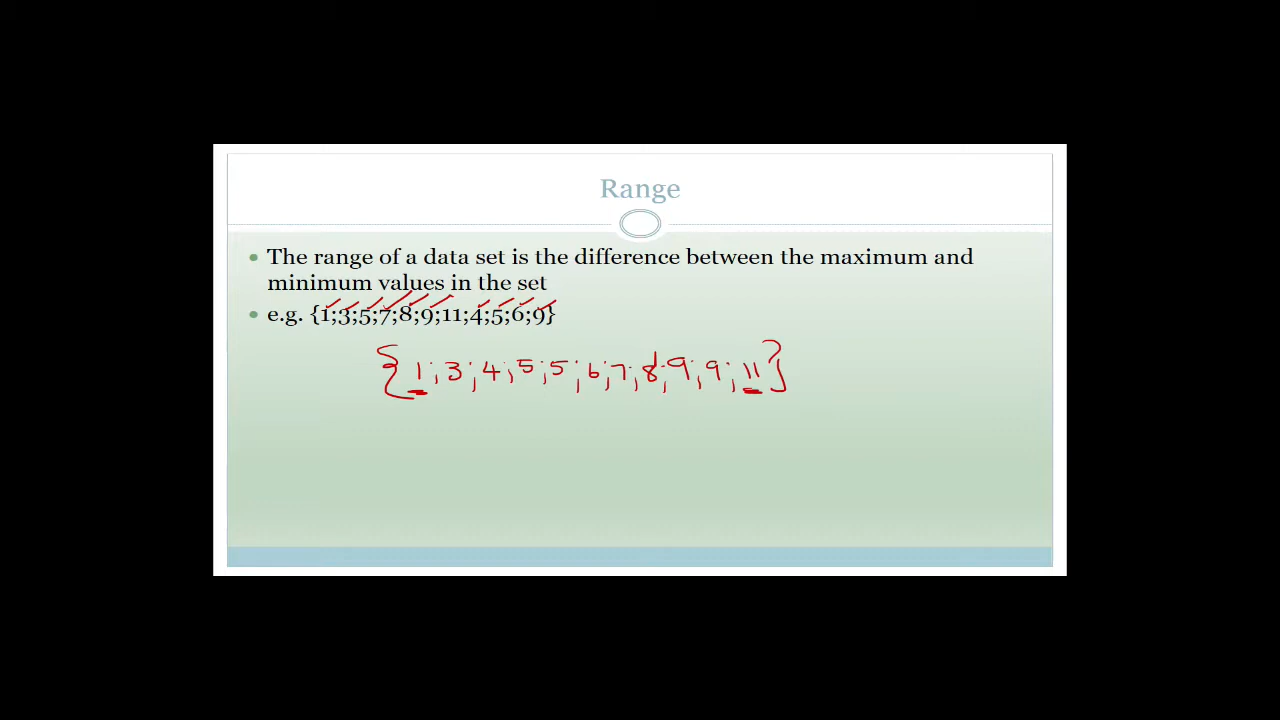 Range
The range of a data set is the difference between the maximum and
minimum values in the set
e.g. {1;3;5;7;8;9;11;4;5;6;9}
{1;3;4;5;5;6;7;8;9;9;11}